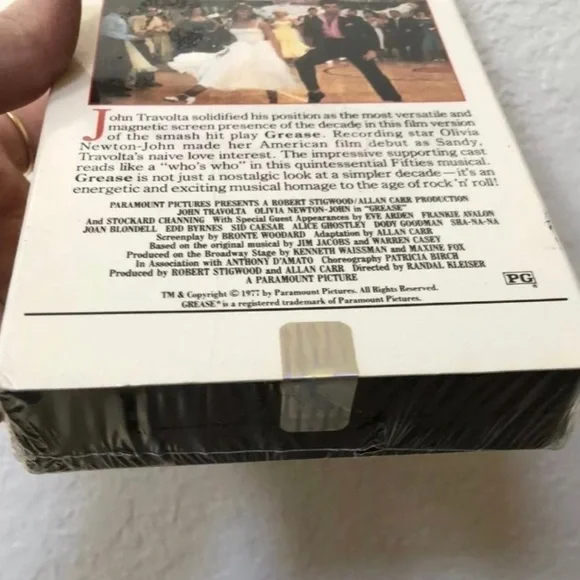 John Travolta solidified his position as the most versatile and
magnetic screen presence of the decade in this film version
of the smash hit play Grease. Recording star Olivia
Newton-John made her American film debut as Sandy,
Travolta's naive love interest. The impressive supporting cast
reads like a "who's who" in this quintessential Fifties musical.
Grease is not just a nostalgic look at a simpler decade—it's an
energetic and exciting musical homage to the age of rock 'n' roll!
PARAMOUNT PICTURES PRESENTS A ROBERT STIGWOOD/ALLAN CARR PRODUCTION
JOHN TRAVOLTA OLIVIA NEWTON-JOHN in "GREASE"
And STOCKARD CHANNING With Special Guest Appearances by EVE ARDEN FRANKIE AVALON
JOAN BLONDELL EDD BYRNES SID CAESAR ALICE GHOSTLEY DODY GOODMAN SHA-NA-NA
Screenplay by BRONTE WOODARD Adaptation by ALLAN CARR
Based on the original musical by JIM JACOBS and WARREN CASEY
Produced on the Broadway Stage by KENNETH WAISSMAN and MAXINE FOX
In Association with ANTHONY D'AMATO Choreography PATRICIA BIRCH
Produced by ROBERT STIGWOOD and ALLAN CARR Directed by RANDAL KLEISER
A PARAMOUNT PICTURE
PG
TM & Copyright © 1977 by Paramount Pictures. All Rights Reserved.
GREASE® is a registered trademark of Paramount Pictures.